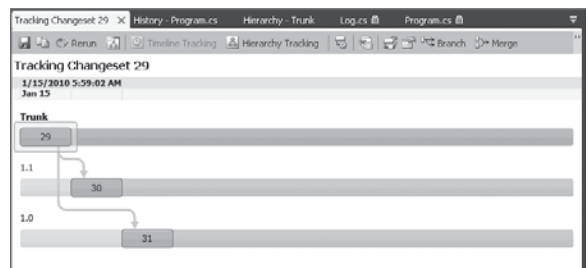 Tracking Changeset 29 × History - Program.cs Hierarchy - Trunk Log.cs Program.cs
Rerun Timeline Tracking Hierarchy Tracking Branch Merge
Tracking Changeset 29
1/15/2010 5:59:02 AM
Jan 15
Trunk
29
1.1
30
1.0
31